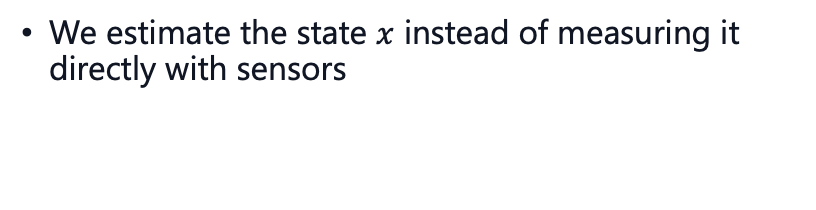 • We estimate the state x instead of measuring it
directly with sensors